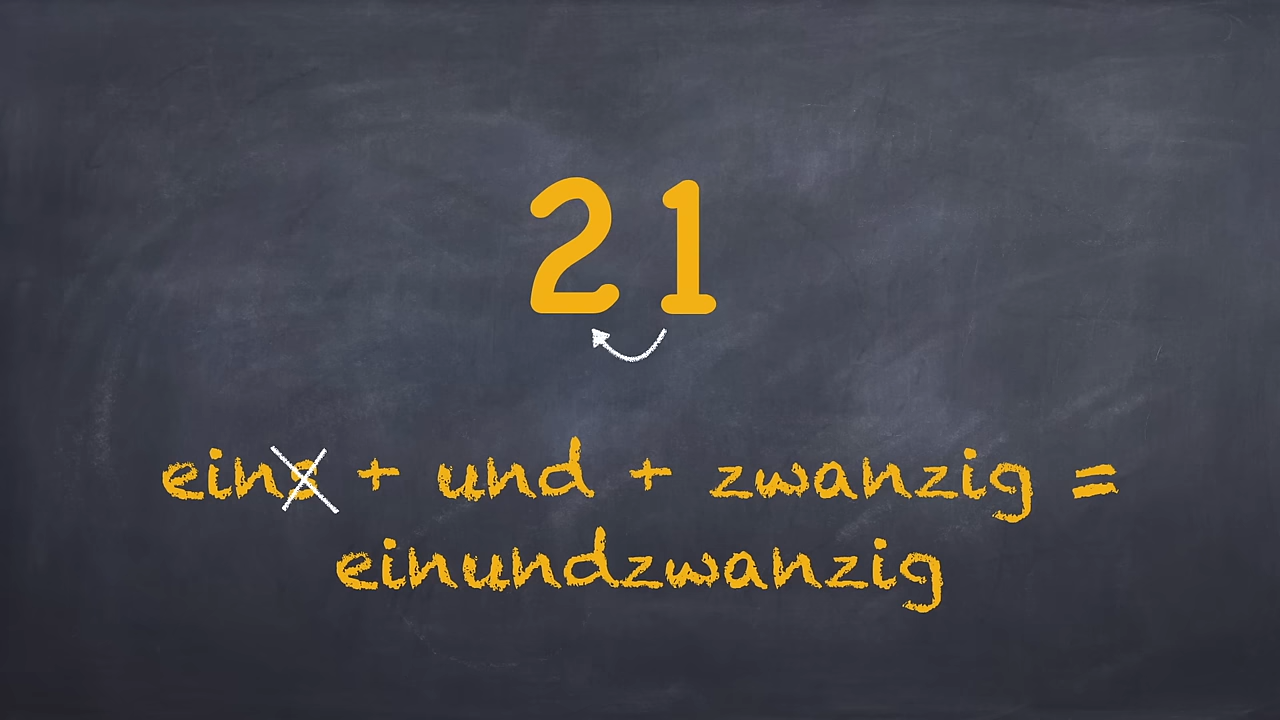 21
eins + und + zwanzig =
einundzwanzig